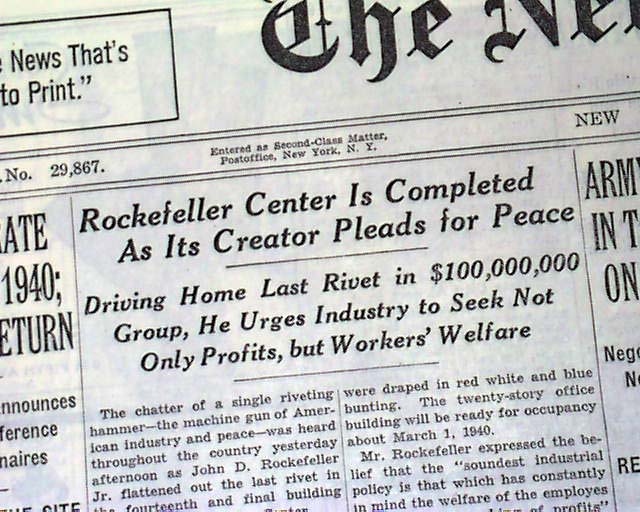 News That's
to Print."
The Ne
Entered as Second-Class Matter,
Postoffice, New York, N. Y.
NEW
No. 29,867.
Rockefeller Center Is Completed
As Its Creator Pleads for Peace
Driving Home Last Rivet in $100,000,000
Group, He Urges Industry to Seek Not
Only Profits, but Workers' Welfare
The chatter of a single riveting
hammer—the machine gun of Amer-
ican industry and peace—was heard
throughout the country yesterday
afternoon as John D. Rockefeller
Jr. flattened out the last rivet in
the fourteenth and final building
were draped in red white and blue
bunting. The twenty-story office
building will be ready for occupancy
about March 1, 1940.
Mr. Rockefeller expressed the be-
lief that the "soundest industrial
policy is that which has constantly
in mind the welfare of the employes
of profits"
ATE
1940;
ETURN
nnounces
ference
naires
ARMY
IN T
ON
Nego
N
RE